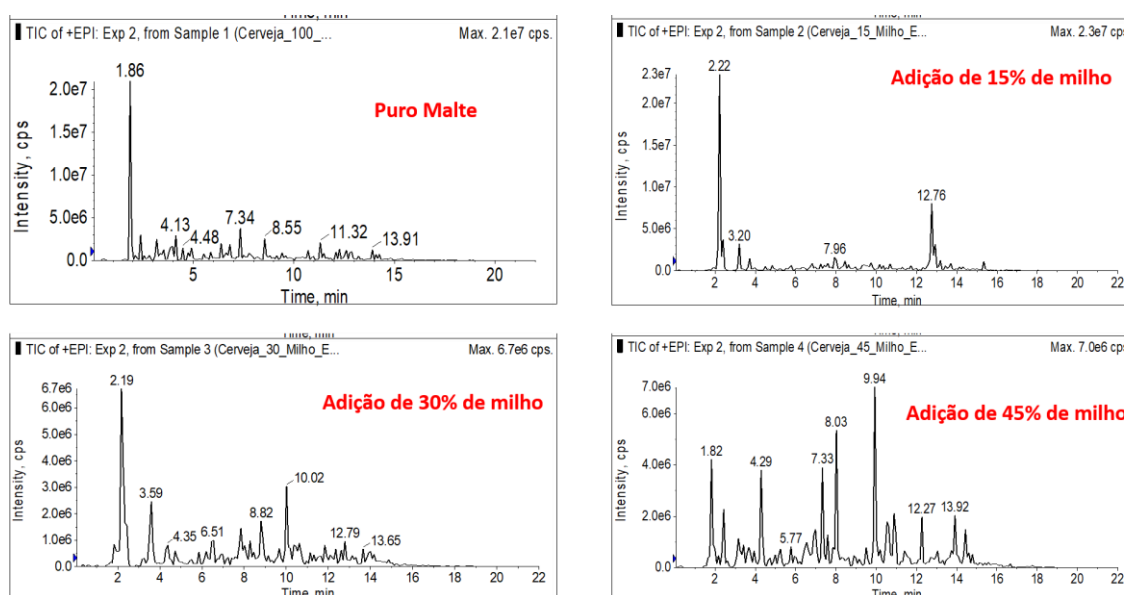 TIC of +EPI: Exp 2, from Sample 1 (Cerveja_100_... Max. 2.1e7 cps.
Puro Malte
Intensity, cps
2.0e7
1.5e7
1.0e7
5.0e6
0.0
1.86
4.13
4.48
7.34
8.55
11.32
13.91
5 10 15 20
Time, min
TIC of +EPI: Exp 2, from Sample 2 (Cerveja_15_Milho_E... Max. 2.3e7 cps.
Adição de 15% de milho
Intensity, cps
2.3e7
2.0e7
1.5e7
1.0e7
5.0e6
0.0
2.22
3.20
7.96
12.76
2 4 6 8 10 12 14 16 18 20 22
Time, min
TIC of +EPI: Exp 2, from Sample 3 (Cerveja_30_Milho_E... Max. 6.7e6 cps.
Adição de 30% de milho
Intensity, cps
6.7e6
6.0e6
5.0e6
4.0e6
3.0e6
2.0e6
1.0e6
0.0
2.19
3.59
4.35
6.51
8.82
10.02
12.79
13.65
2 4 6 8 10 12 14 16 18 20 22
Time, min
TIC of +EPI: Exp 2, from Sample 4 (Cerveja_45_Milho_E... Max. 7.0e6 cps.
Adição de 45% de milho
Intensity, cps
7.0e6
6.0e6
4.0e6
2.0e6
0.0
1.82
4.29
5.77
7.33
8.03
9.94
12.27
13.92
2 4 6 8 10 12 14 16 18 20 22
Time, min